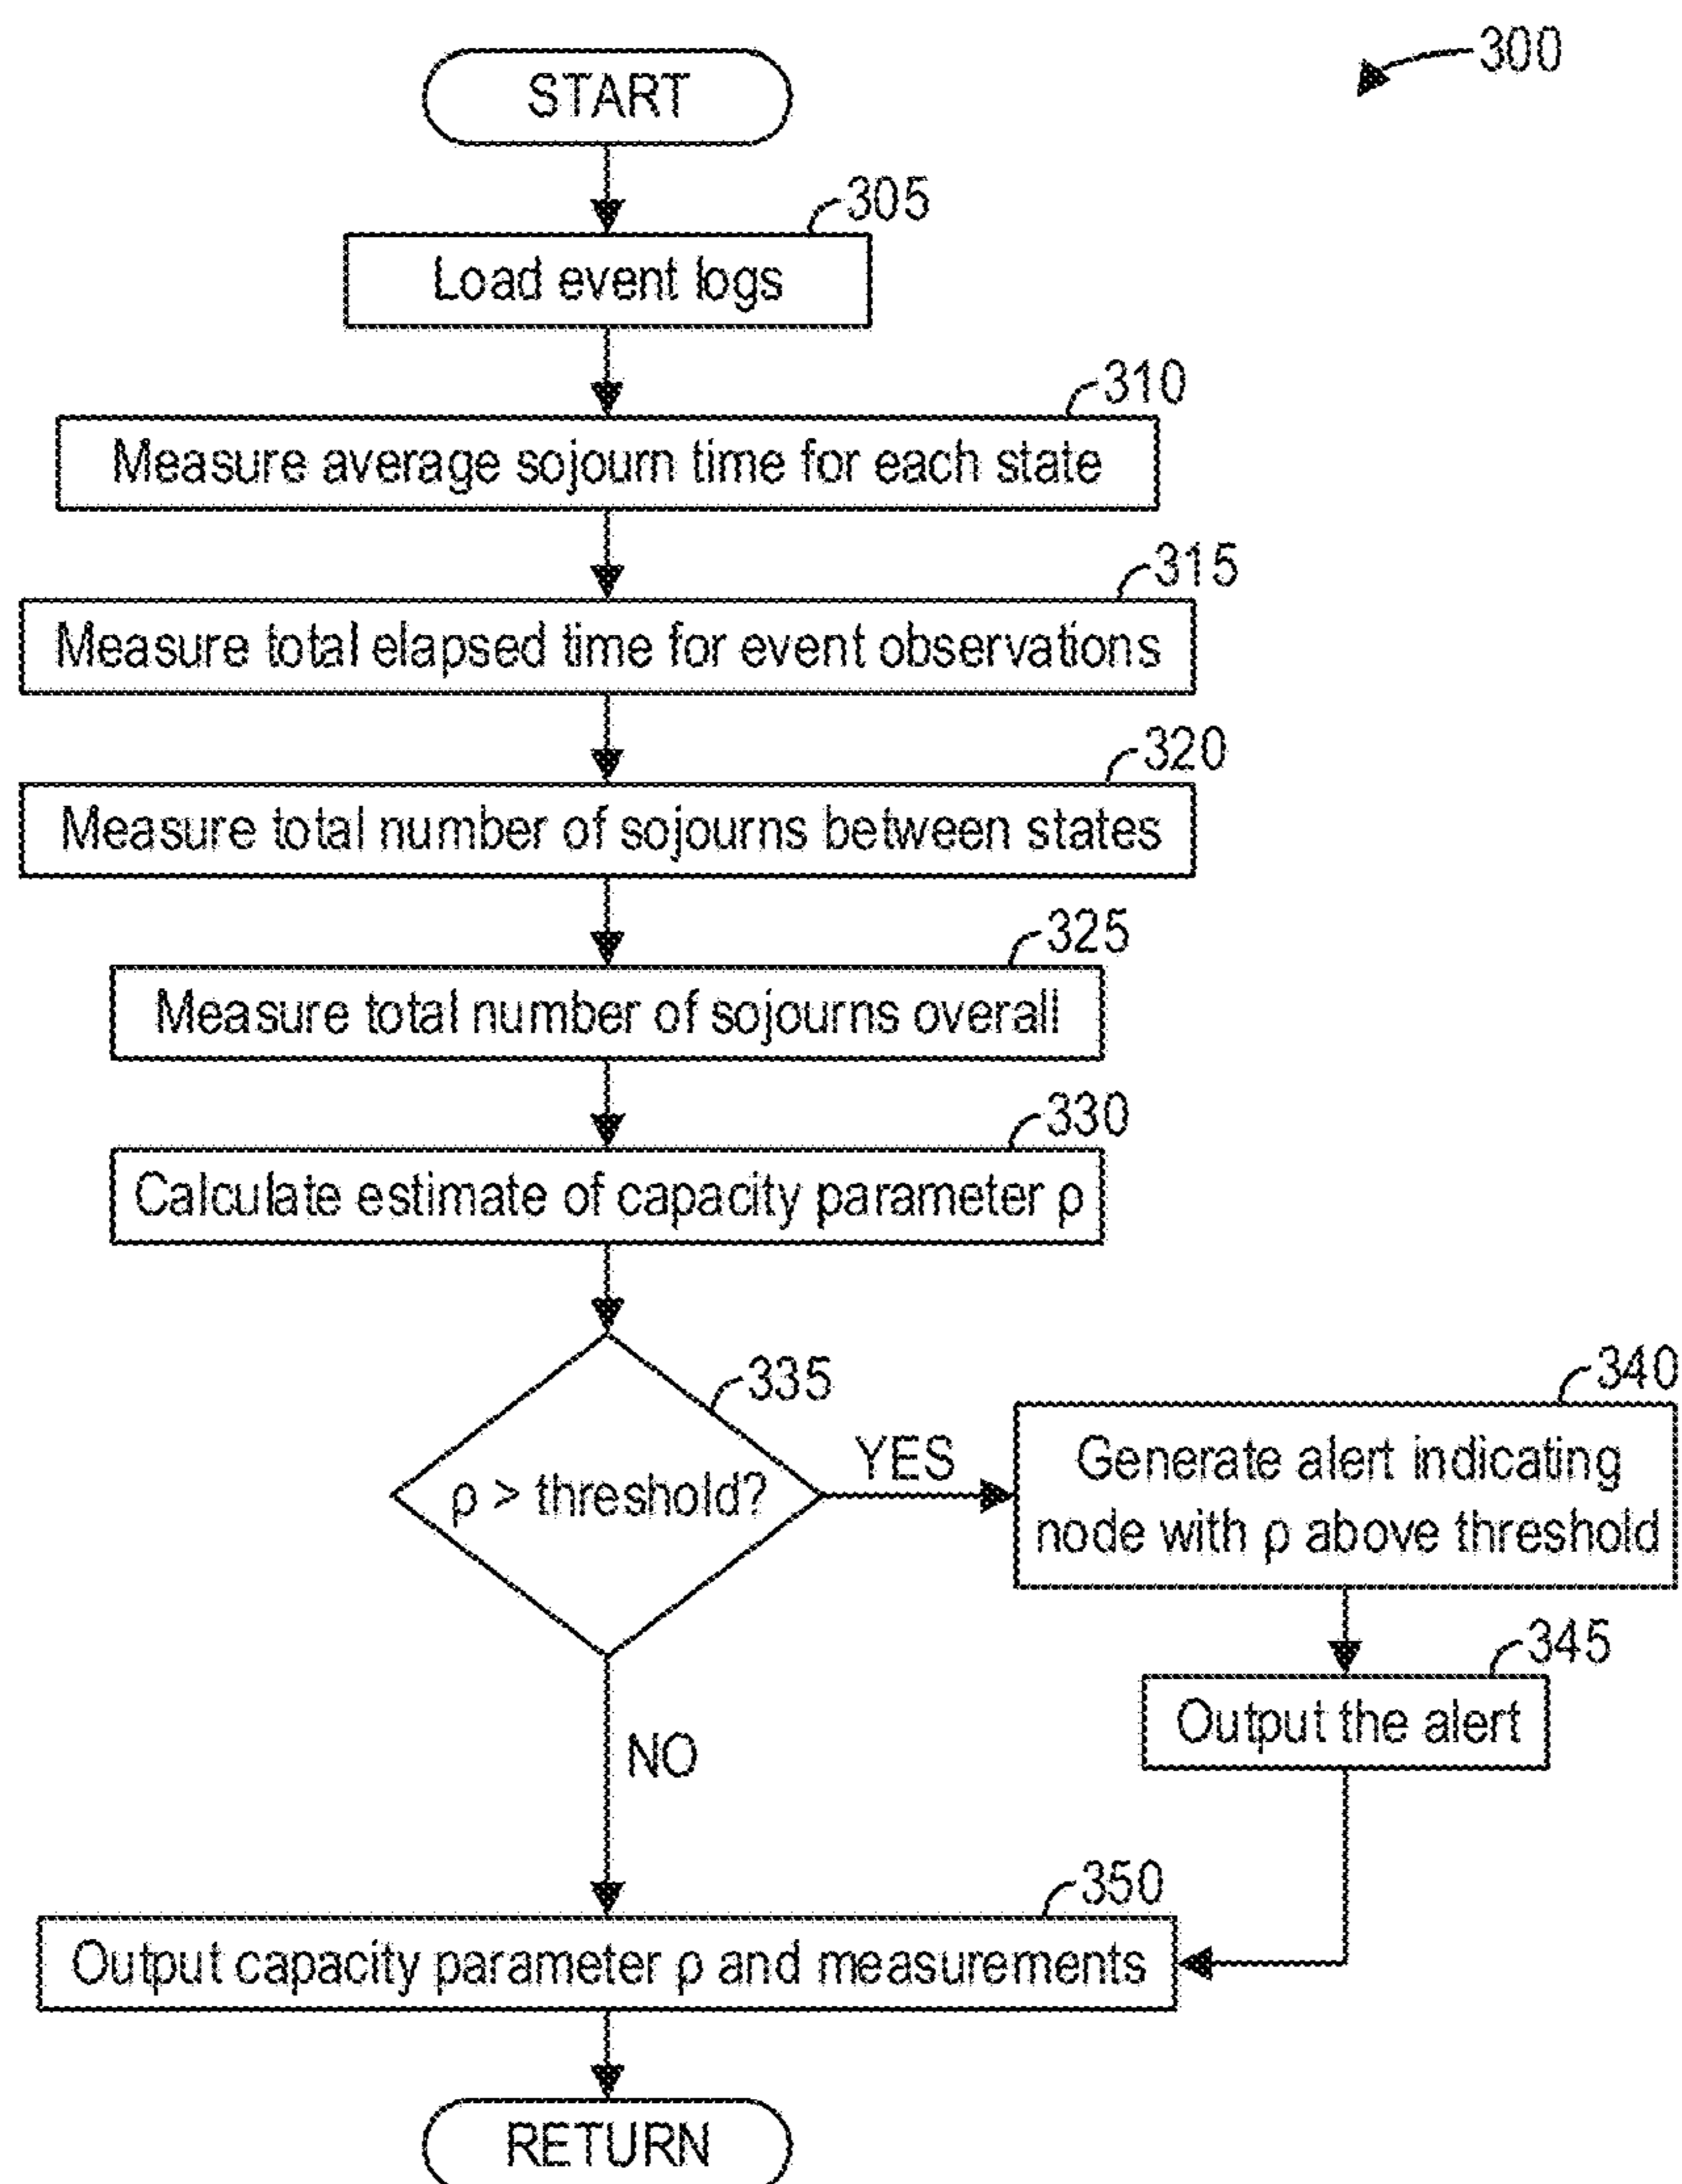 300
START
305
Load event logs
310
Measure average sojourn time for each state
315
Measure total elapsed time for event observations
320
Measure total number of sojourns between states
325
Measure total number of sojourns overall
330
Calculate estimate of capacity parameter ρ
335
ρ > threshold?
YES
340
Generate alert indicating
node with ρ above threshold
345
Output the alert
NO
350
Output capacity parameter ρ and measurements
RETURN